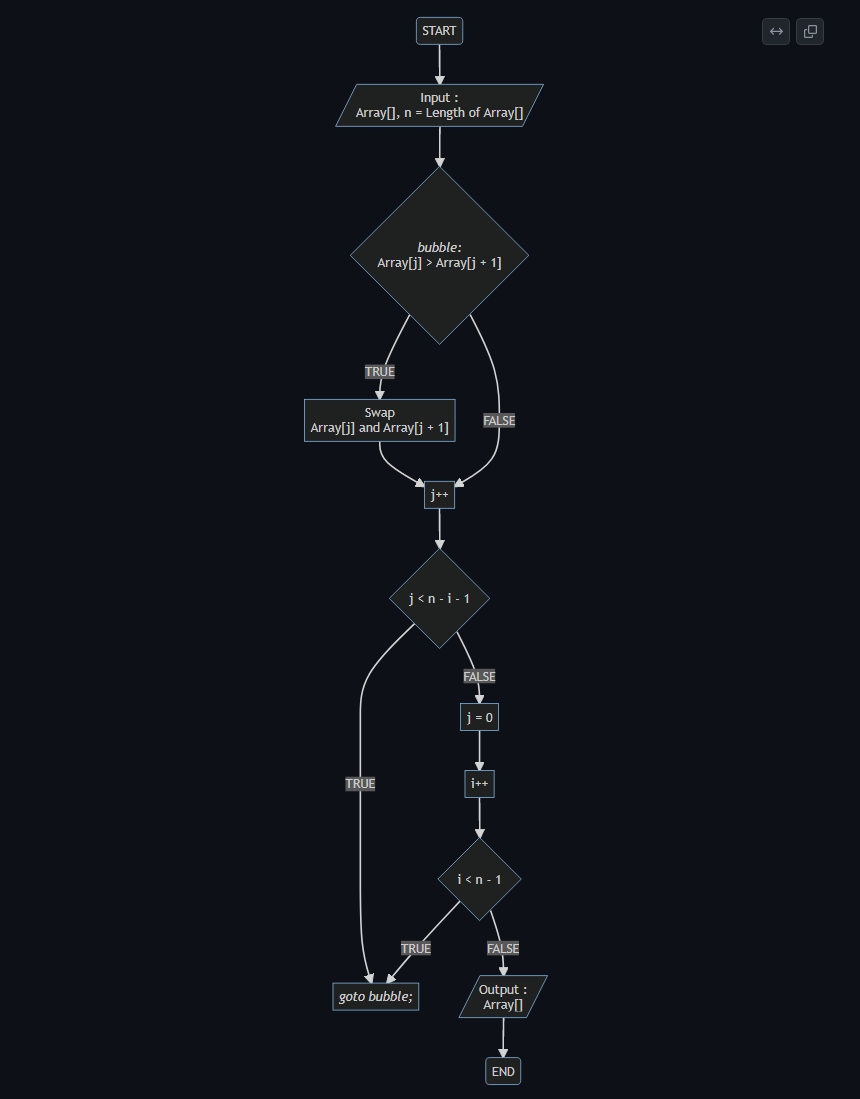 START
Input :
Array[], n = Length of Array[]
bubble:
Array[j] > Array[j + 1]
TRUE
Swap
Array[j] and Array[j + 1]
FALSE
j++
j < n - i - 1
FALSE
j = 0
TRUE
i++
i < n - 1
TRUE
FALSE
goto bubble;
Output :
Array[]
END